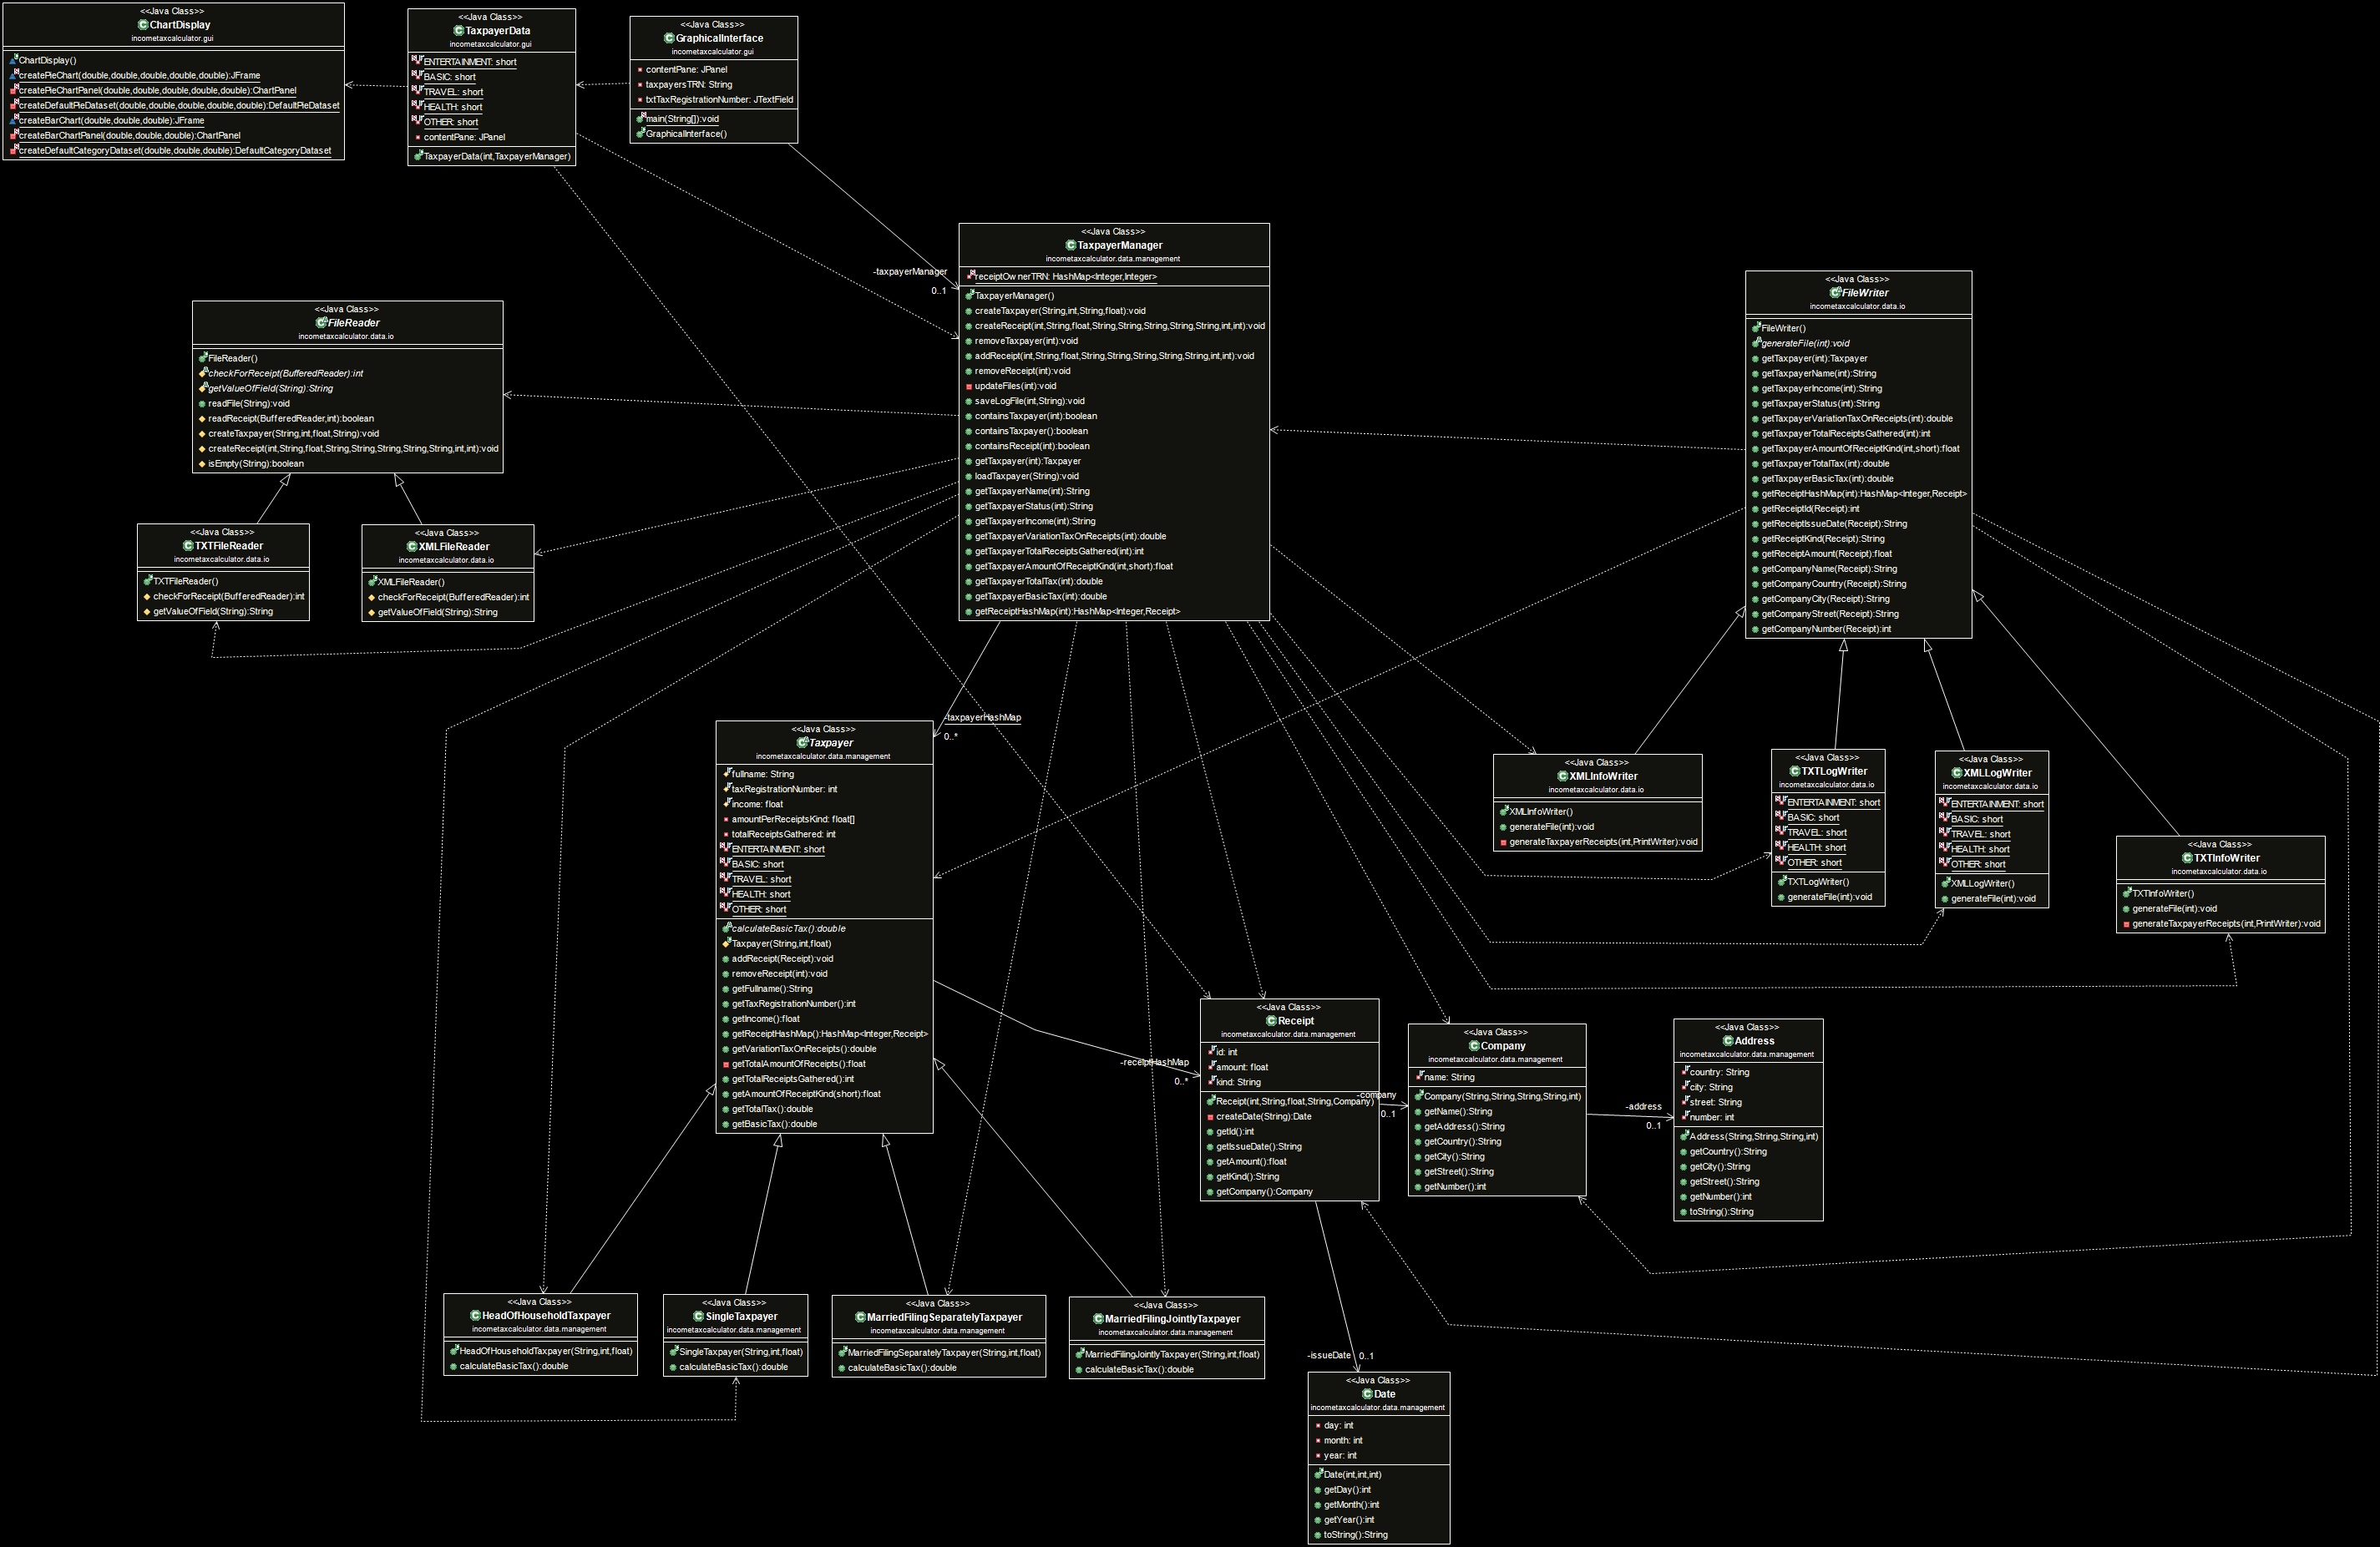 <<Java Class>>
ChartDisplay
incometaxcalculator.gui
ChartDisplay()
createPieChart(double,double,double,double,double):JFrame
createPieChartPanel(double,double,double,double,double):ChartPanel
createDefaultPieDataset(double,double,double,double,double):DefaultPieDataset
createBarChart(double,double,double):JFrame
createBarChartPanel(double,double,double):ChartPanel
createDefaultCategoryDataset(double,double,double):DefaultCategoryDataset
<<Java Class>>
TaxpayerData
incometaxcalculator.gui
ENTERTAINMENT: short
BASIC: short
TRAVEL: short
HEALTH: short
OTHER: short
contentPane: JPanel
TaxpayerData(int,TaxpayerManager)
<<Java Class>>
GraphicalInterface
incometaxcalculator.gui
contentPane: JPanel
taxpayersTRN: String
txtTaxRegistrationNumber: JTextField
main(String[]):void
GraphicalInterface()
-taxpayerManager
0..1
<<Java Class>>
TaxpayerManager
incometaxcalculator.data.management
receiptOwnerTRN: HashMap<Integer,Integer>
TaxpayerManager()
createTaxpayer(String,int,String,float):void
createReceipt(int,String,float,String,String,String,String,String,int,int):void
removeTaxpayer(int):void
addReceipt(int,String,float,String,String,String,String,String,int,int):void
removeReceipt(int):void
updateFiles(int):void
saveLogFile(int,String):void
containsTaxpayer(int):boolean
containsTaxpayer():boolean
containsReceipt(int):boolean
getTaxpayer(int):Taxpayer
loadTaxpayer(String):void
getTaxpayerName(int):String
getTaxpayerStatus(int):String
getTaxpayerIncome(int):String
getTaxpayerVariationTaxOnReceipts(int):double
getTaxpayerTotalReceiptsGathered(int):int
getTaxpayerAmountOfReceiptKind(int,short):float
getTaxpayerTotalTax(int):double
getTaxpayerBasicTax(int):double
getReceiptHashMap(int):HashMap<Integer,Receipt>
<<Java Class>>
FileReader
incometaxcalculator.data.io
FileReader()
checkForReceipt(BufferedReader):int
getValueOfField(String):String
readFile(String):void
readReceipt(BufferedReader,int):boolean
createTaxpayer(String,int,float,String):void
createReceipt(int,String,float,String,String,String,String,String,int,int):void
isEmpty(String):boolean
<<Java Class>>
TXTFileReader
incometaxcalculator.data.io
TXTFileReader()
checkForReceipt(BufferedReader):int
getValueOfField(String):String
<<Java Class>>
XMLFileReader
incometaxcalculator.data.io
XMLFileReader()
checkForReceipt(BufferedReader):int
getValueOfField(String):String
<<Java Class>>
FileWriter
incometaxcalculator.data.io
FileWriter()
generateFile(int):void
getTaxpayer(int):Taxpayer
getTaxpayerName(int):String
getTaxpayerIncome(int):String
getTaxpayerStatus(int):String
getTaxpayerVariationTaxOnReceipts(int):double
getTaxpayerTotalReceiptsGathered(int):int
getTaxpayerAmountOfReceiptKind(int,short):float
getTaxpayerTotalTax(int):double
getTaxpayerBasicTax(int):double
getReceiptHashMap(int):HashMap<Integer,Receipt>
getReceiptId(Receipt):int
getReceiptIssueDate(Receipt):String
getReceiptKind(Receipt):String
getReceiptAmount(Receipt):float
getCompanyName(Receipt):String
getCompanyCountry(Receipt):String
getCompanyCity(Receipt):String
getCompanyStreet(Receipt):String
getCompanyNumber(Receipt):int
-taxpayerHashMap
0..*
<<Java Class>>
Taxpayer
incometaxcalculator.data.management
fullname: String
taxRegistrationNumber: int
income: float
amountPerReceiptsKind: float[]
totalReceiptsGathered: int
ENTERTAINMENT: short
BASIC: short
TRAVEL: short
HEALTH: short
OTHER: short
calculateBasicTax():double
Taxpayer(String,int,float)
addReceipt(Receipt):void
removeReceipt(int):void
getFullname():String
getTaxRegistrationNumber():int
getIncome():float
getReceiptHashMap():HashMap<Integer,Receipt>
getVariationTaxOnReceipts():double
getTotalAmountOfReceipts():float
getTotalReceiptsGathered():int
getAmountOfReceiptKind(short):float
getTotalTax():double
getBasicTax():double
<<Java Class>>
XMLInfoWriter
incometaxcalculator.data.io
XMLInfoWriter()
generateFile(int):void
generateTaxpayerReceipts(int,PrintWriter):void
<<Java Class>>
TXTLogWriter
incometaxcalculator.data.io
ENTERTAINMENT: short
BASIC: short
TRAVEL: short
HEALTH: short
OTHER: short
TXTLogWriter()
generateFile(int):void
<<Java Class>>
XMLLogWriter
incometaxcalculator.data.io
ENTERTAINMENT: short
BASIC: short
TRAVEL: short
HEALTH: short
OTHER: short
XMLLogWriter()
generateFile(int):void
<<Java Class>>
TXTInfoWriter
incometaxcalculator.data.io
TXTInfoWriter()
generateFile(int):void
generateTaxpayerReceipts(int,PrintWriter):void
-receiptHashMap
0..*
<<Java Class>>
Receipt
incometaxcalculator.data.management
id: int
amount: float
kind: String
Receipt(int,String,float,String,Company)
createDate(String):Date
getId():int
getIssueDate():String
getAmount():float
getKind():String
getCompany():Company
-company
0..1
<<Java Class>>
Company
incometaxcalculator.data.management
name: String
Company(String,String,String,String,int)
getName():String
getAddress():String
getCountry():String
getCity():String
getStreet():String
getNumber():int
-address
0..1
<<Java Class>>
Address
incometaxcalculator.data.management
country: String
city: String
street: String
number: int
Address(String,String,String,int)
getCountry():String
getCity():String
getStreet():String
getNumber():int
toString():String
<<Java Class>>
HeadOfHouseholdTaxpayer
incometaxcalculator.data.management
HeadOfHouseholdTaxpayer(String,int,float)
calculateBasicTax():double
<<Java Class>>
SingleTaxpayer
incometaxcalculator.data.management
SingleTaxpayer(String,int,float)
calculateBasicTax():double
<<Java Class>>
MarriedFilingSeparatelyTaxpayer
incometaxcalculator.data.management
MarriedFilingSeparatelyTaxpayer(String,int,float)
calculateBasicTax():double
<<Java Class>>
MarriedFilingJointlyTaxpayer
incometaxcalculator.data.management
MarriedFilingJointlyTaxpayer(String,int,float)
calculateBasicTax():double
-issueDate
0..1
<<Java Class>>
Date
incometaxcalculator.data.management
day: int
month: int
year: int
Date(int,int,int)
getDay():int
getMonth():int
getYear():int
toString():String